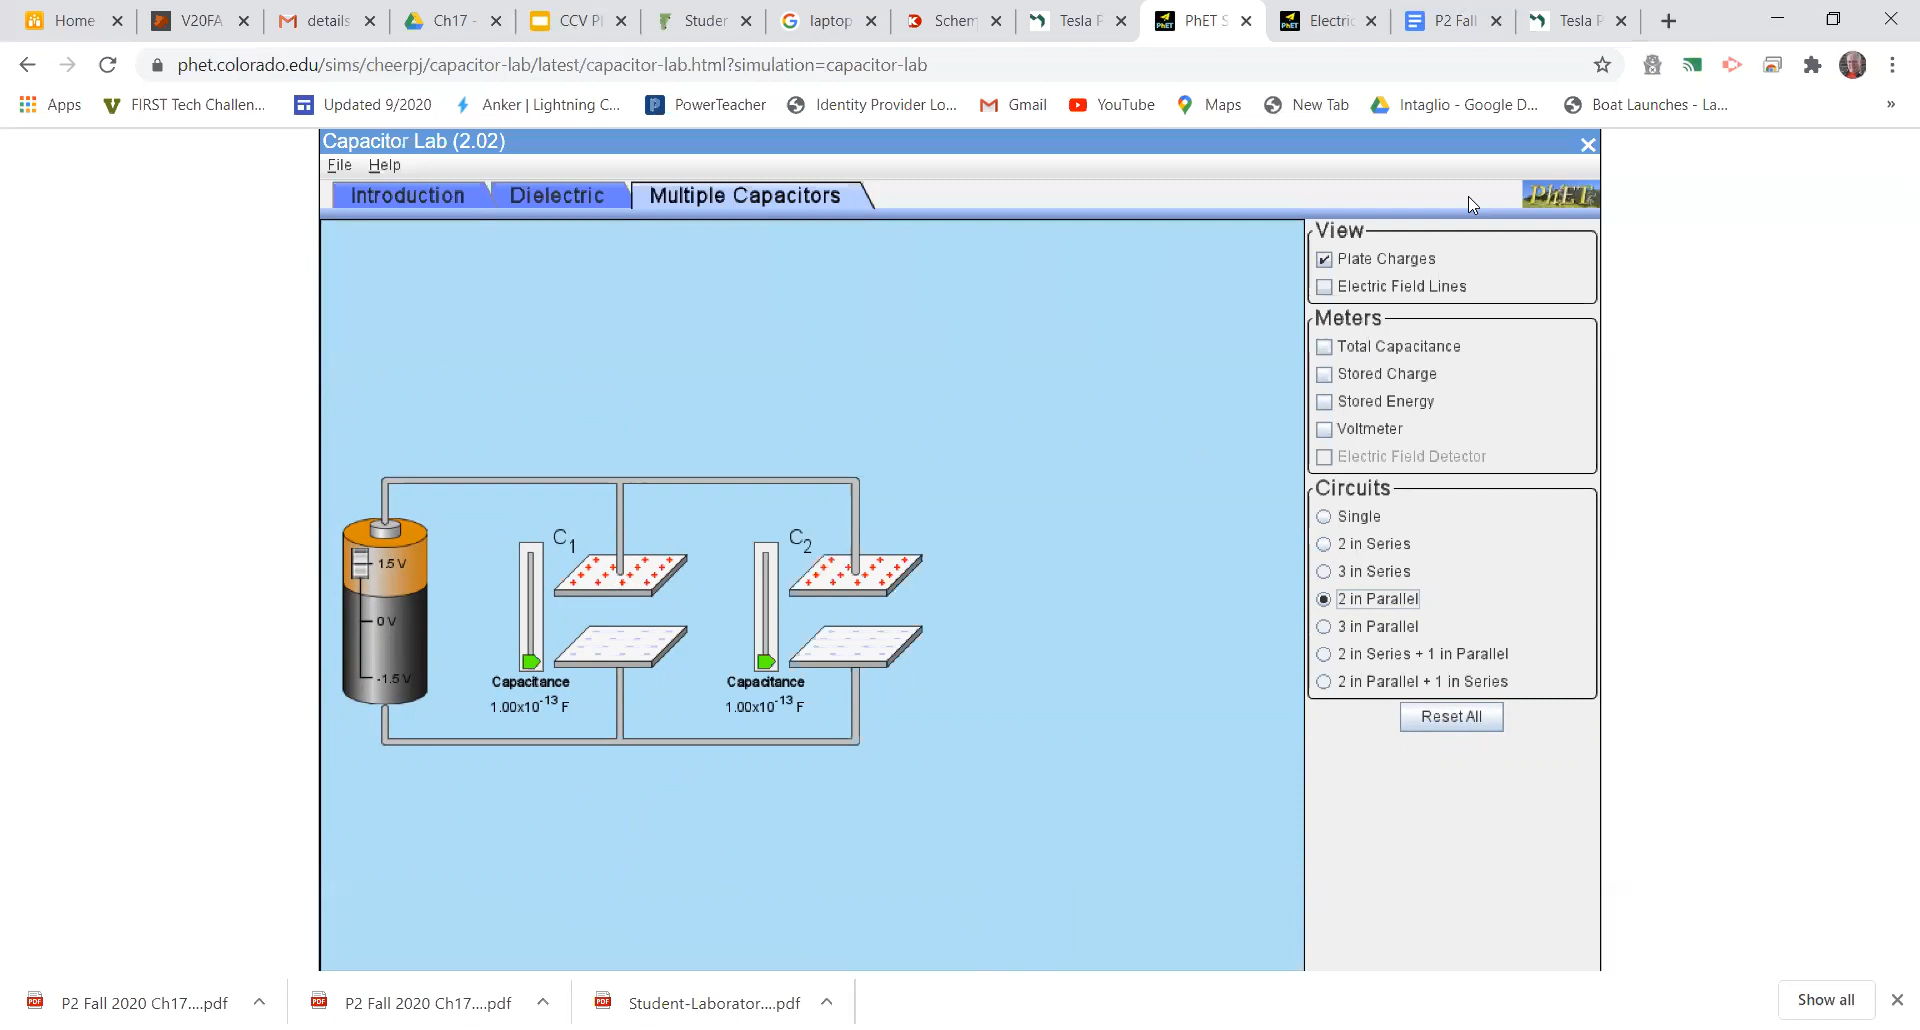 Home
V20FA
details
Ch17 -
CCV Pl
Studer
laptop
Schem
Tesla P
PhET S
Electric
P2 Fall
Tesla P
phet.colorado.edu/sims/cheerpj/capacitor-lab/latest/capacitor-lab.html?simulation=capacitor-lab
Apps
FIRST Tech Challen...
Updated 9/2020
Anker | Lightning C...
PowerTeacher
Identity Provider Lo...
Gmail
YouTube
Maps
New Tab
Intaglio - Google D...
Boat Launches - La...
»
Capacitor Lab (2.02)
File Help
Introduction
Dielectric
Multiple Capacitors
PhET
View
Plate Charges
Electric Field Lines
Meters
Total Capacitance
Stored Charge
Stored Energy
Voltmeter
Electric Field Detector
Circuits
Single
2 in Series
3 in Series
2 in Parallel
3 in Parallel
2 in Series + 1 in Parallel
2 in Parallel + 1 in Series
Reset All
1.5 V
0 V
-1.5 V
C1
Capacitance
1.00x10-13 F
C2
Capacitance
1.00x10-13 F
P2 Fall 2020 Ch17....pdf
P2 Fall 2020 Ch17....pdf
Student-Laborator....pdf
Show all